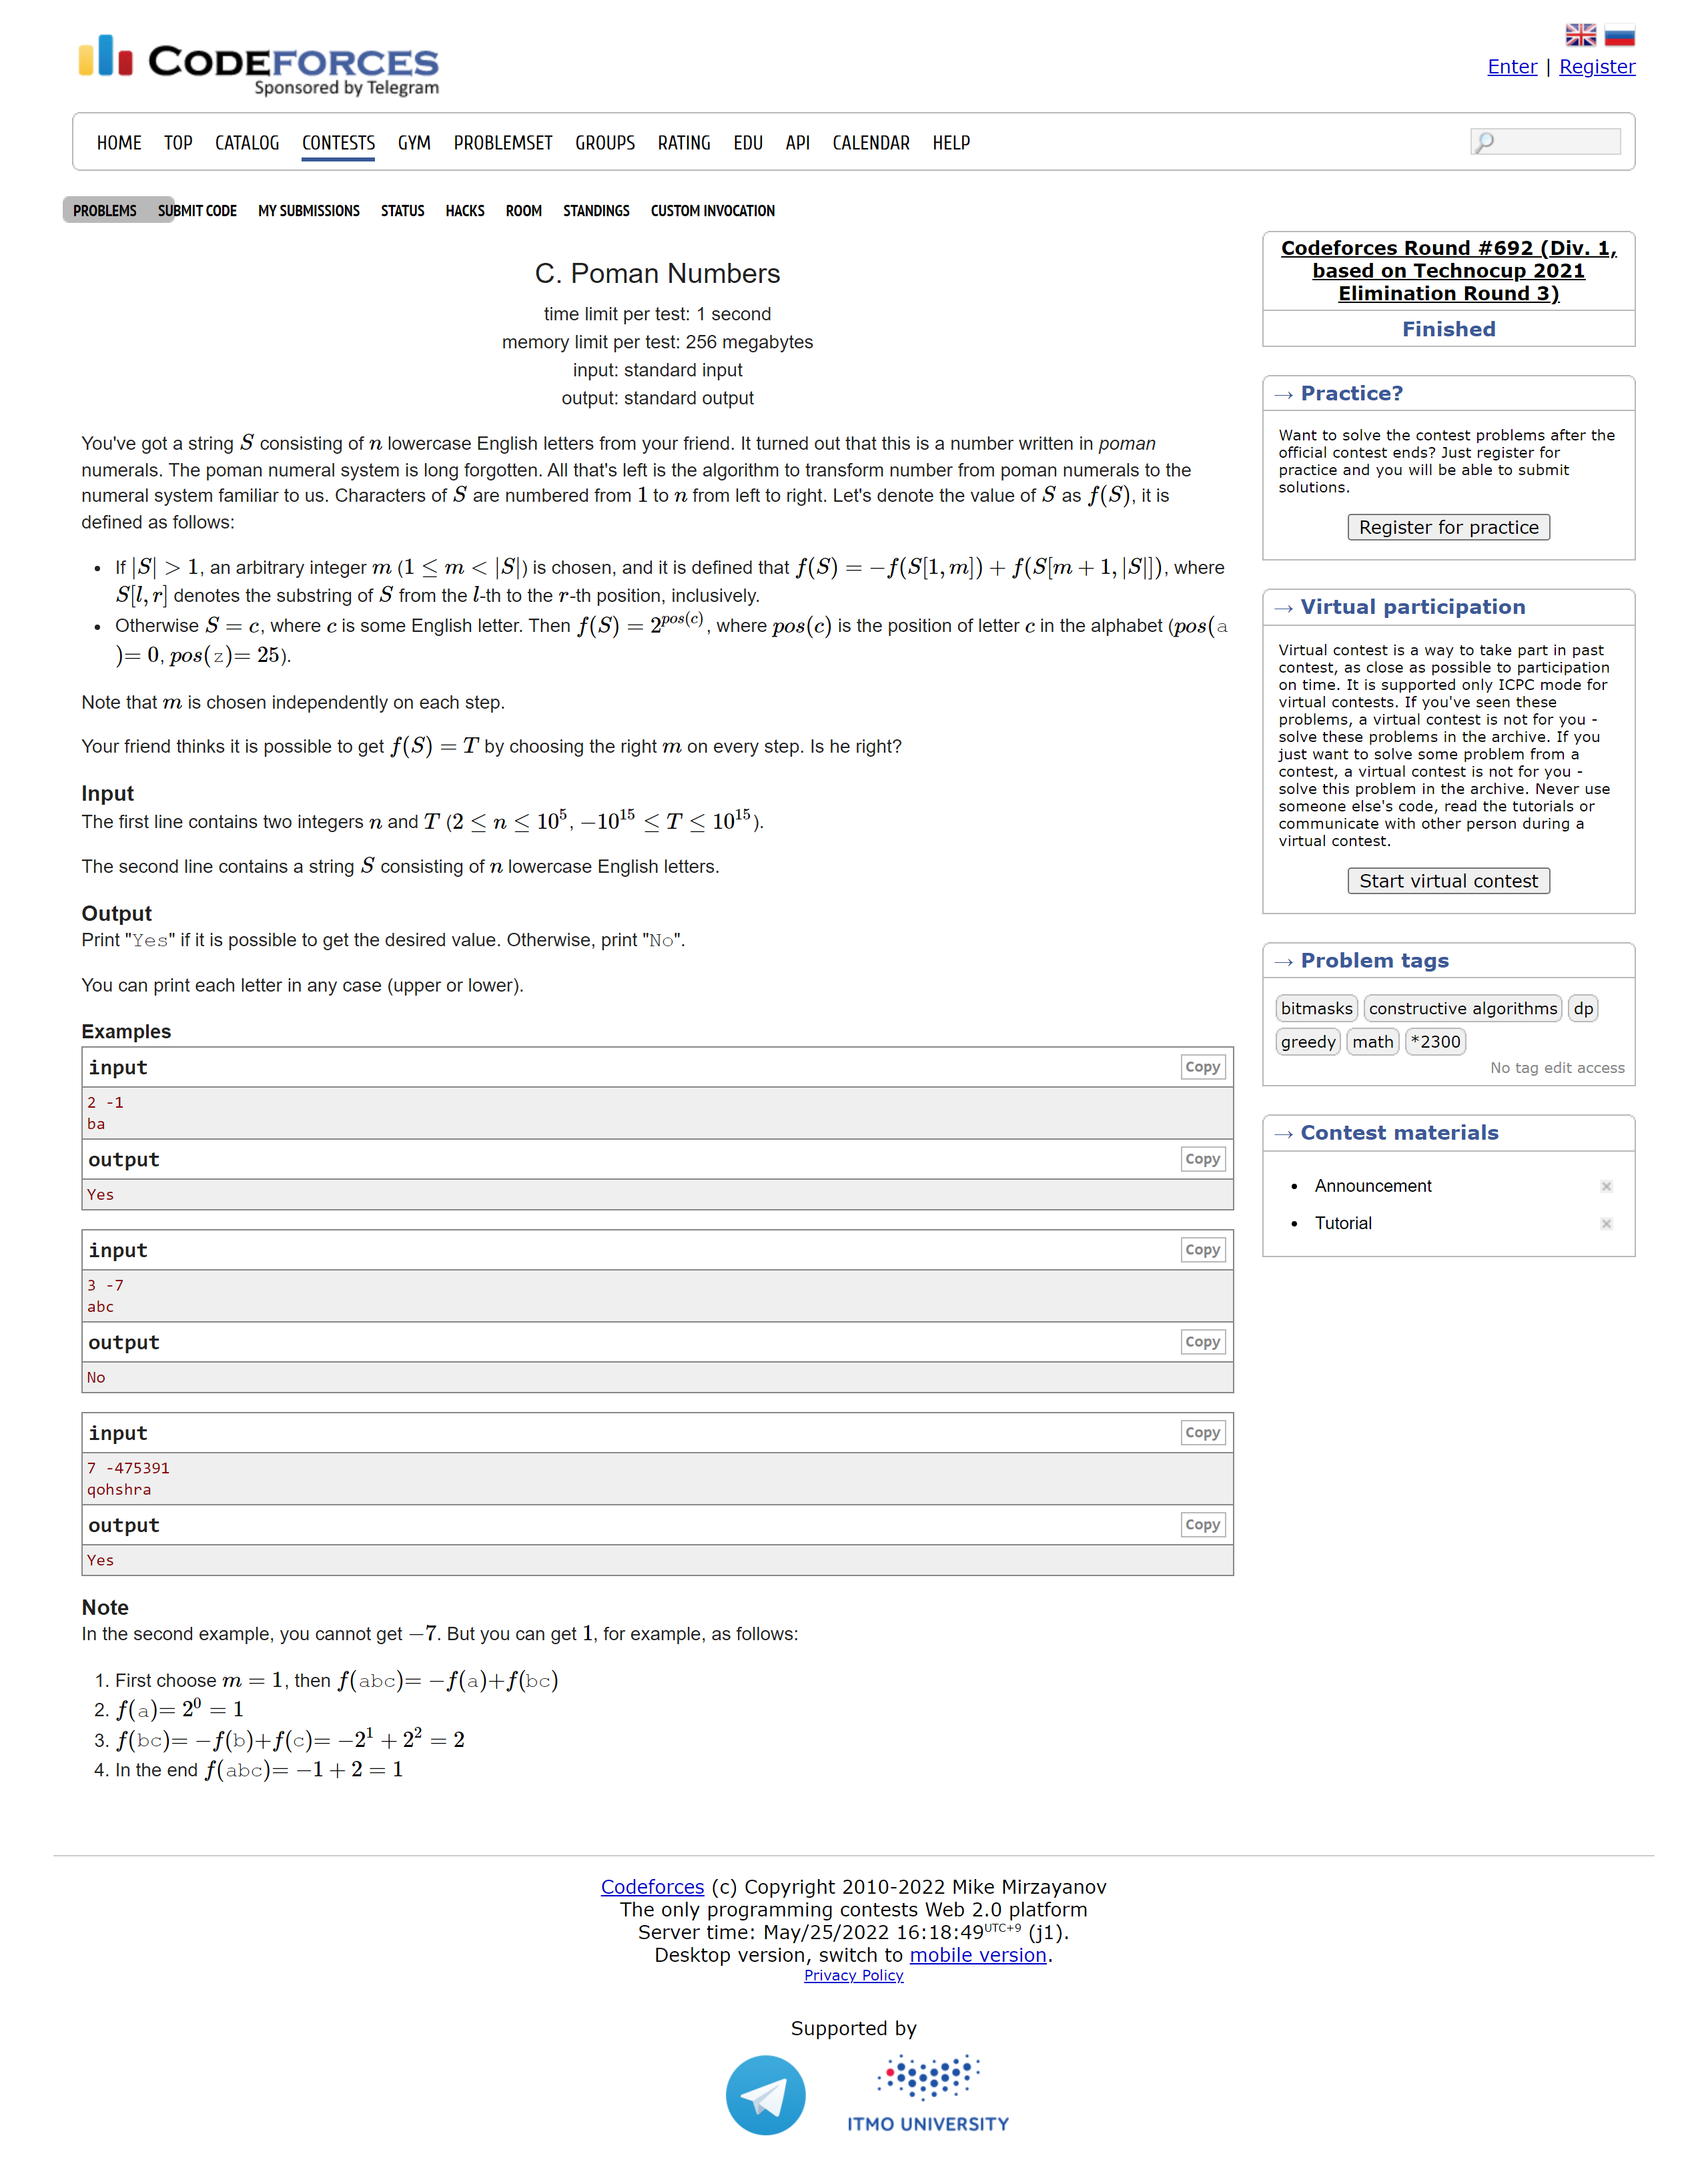 CODEFORCES
Sponsored by Telegram
Enter | Register
HOME TOP CATALOG CONTESTS GYM PROBLEMSET GROUPS RATING EDU API CALENDAR HELP
PROBLEMS SUBMIT CODE MY SUBMISSIONS STATUS HACKS ROOM STANDINGS CUSTOM INVOCATION
C. Poman Numbers
time limit per test: 1 second
memory limit per test: 256 megabytes
input: standard input
output: standard output
You've got a string S consisting of n lowercase English letters from your friend. It turned out that this is a number written in poman
numerals. The poman numeral system is long forgotten. All that's left is the algorithm to transform number from poman numerals to the
numeral system familiar to us. Characters of S are numbered from 1 to n from left to right. Let's denote the value of S as f(S), it is
defined as follows:
• If |S| > 1, an arbitrary integer m (1 ≤ m < |S|) is chosen, and it is defined that f(S) = −f(S[1, m]) + f(S[m + 1, |S|]), where
S[l, r] denotes the substring of S from the l-th to the r-th position, inclusively.
• Otherwise S = c, where c is some English letter. Then f(S) = 2^{pos(c)}, where pos(c) is the position of letter c in the alphabet (pos(a
)= 0, pos(z)= 25).
Note that m is chosen independently on each step.
Your friend thinks it is possible to get f(S) = T by choosing the right m on every step. Is he right?
Input
The first line contains two integers n and T (2 ≤ n ≤ 10^5, −10^{15} ≤ T ≤ 10^{15}).
The second line contains a string S consisting of n lowercase English letters.
Output
Print "Yes" if it is possible to get the desired value. Otherwise, print "No".
You can print each letter in any case (upper or lower).
Examples
input Copy
2 -1
ba
output Copy
Yes
input Copy
3 -7
abc
output Copy
No
input Copy
7 -475391
qohshra
output Copy
Yes
Note
In the second example, you cannot get −7. But you can get 1, for example, as follows:
1. First choose m = 1, then f(abc)= −f(a)+f(bc)
2. f(a)= 2^0 = 1
3. f(bc)= −f(b)+f(c)= −2^1 + 2^2 = 2
4. In the end f(abc)= −1 + 2 = 1
Codeforces Round #692 (Div. 1,
based on Technocup 2021
Elimination Round 3)
Finished
→ Practice?
Want to solve the contest problems after the
official contest ends? Just register for
practice and you will be able to submit
solutions.
Register for practice
→ Virtual participation
Virtual contest is a way to take part in past
contest, as close as possible to participation
on time. It is supported only ICPC mode for
virtual contests. If you've seen these
problems, a virtual contest is not for you -
solve these problems in the archive. If you
just want to solve some problem from a
contest, a virtual contest is not for you -
solve this problem in the archive. Never use
someone else's code, read the tutorials or
communicate with other person during a
virtual contest.
Start virtual contest
→ Problem tags
bitmasks constructive algorithms dp
greedy math *2300
No tag edit access
→ Contest materials
• Announcement
• Tutorial
Codeforces (c) Copyright 2010-2022 Mike Mirzayanov
The only programming contests Web 2.0 platform
Server time: May/25/2022 16:18:49 UTC+9 (j1).
Desktop version, switch to mobile version.
Privacy Policy
Supported by
ITMO UNIVERSITY